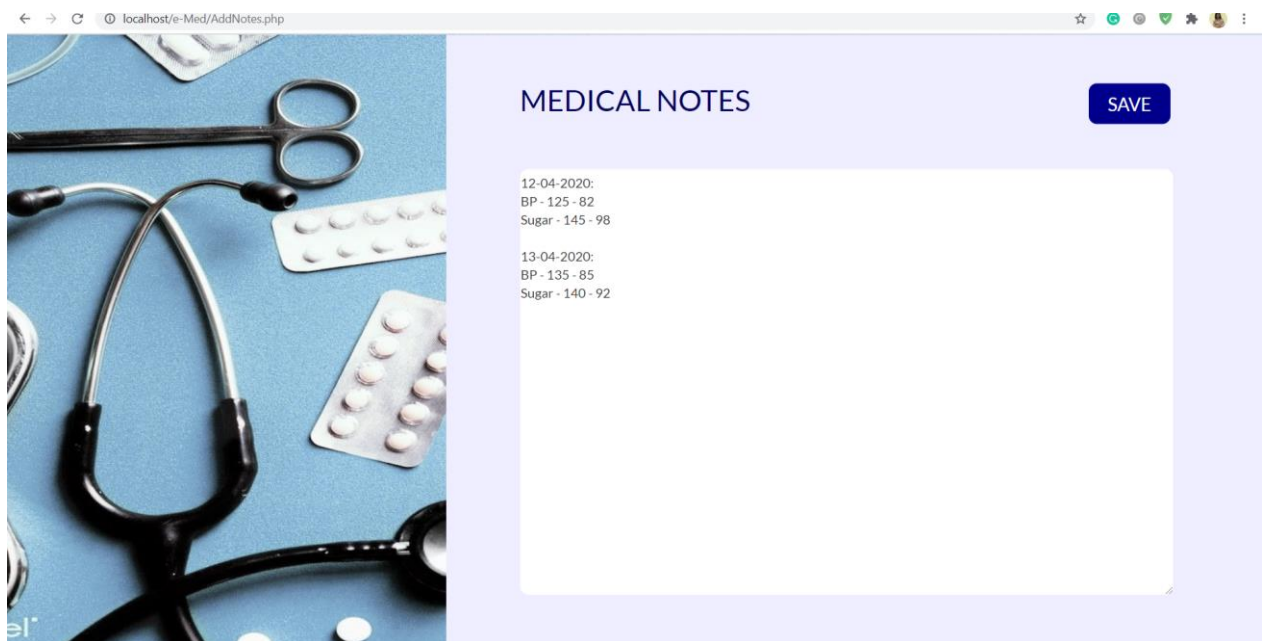 localhost/e-Med/AddNotes.php
MEDICAL NOTES
SAVE
12-04-2020:
BP - 125 - 82
Sugar - 145 - 98
13-04-2020:
BP - 135 - 85
Sugar - 140 - 92